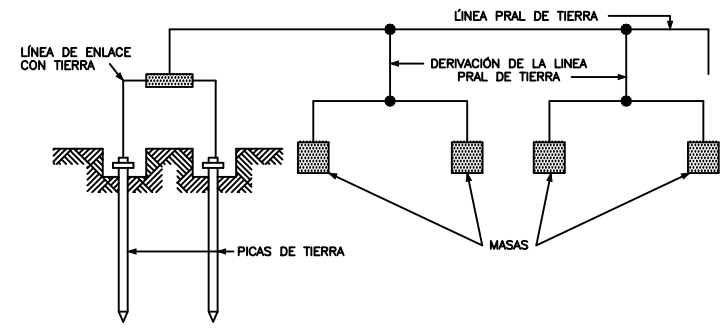 LÍNEA PRAL DE TIERRA
LÍNEA DE ENLACE
CON TIERRA
DERIVACIÓN DE LA LINEA
PRAL DE TIERRA
MASAS
PICAS DE TIERRA